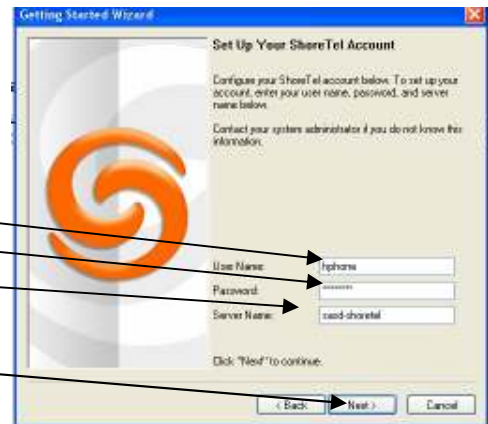 Getting Started Wizard
Set Up Your ShoreTel Account
Configure your ShoreTel account below. To set up your
account, enter your user name, password, and server
name below.
Contact your system administrator if you do not know this
information.
User Name:
hphone
Password:
********
Server Name:
casd-shoretel
Click "Next" to continue.
< Back
Next >
Cancel